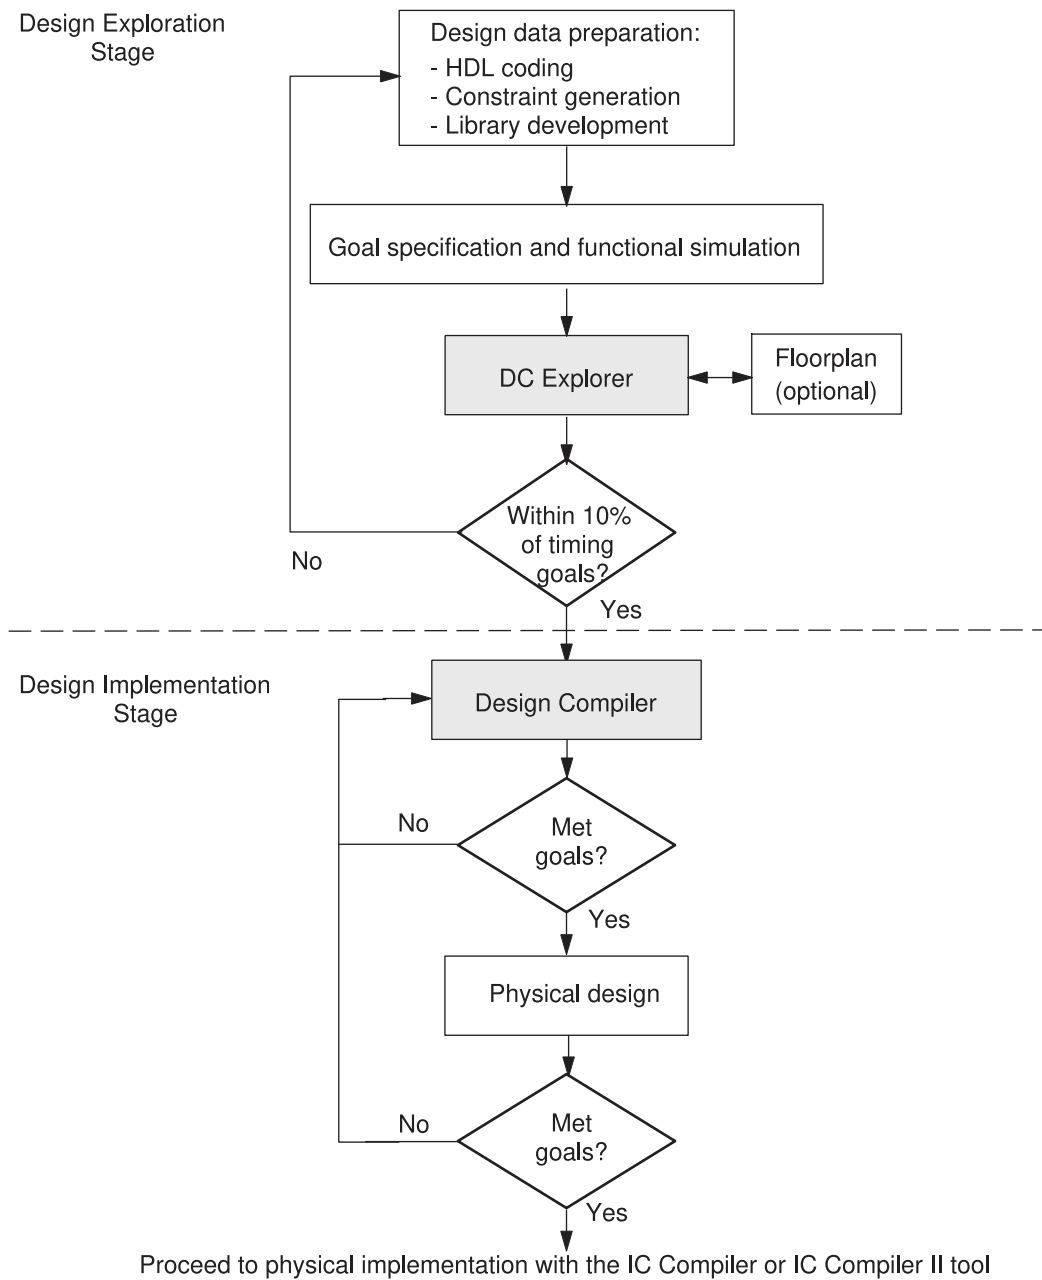 Design Exploration
Stage
Design data preparation:
- HDL coding
- Constraint generation
- Library development
Goal specification and functional simulation
DC Explorer
Floorplan
(optional)
Within 10%
of timing
goals?
No
Yes
Design Implementation
Stage
Design Compiler
No
Met
goals?
Yes
Physical design
No
Met
goals?
Yes
Proceed to physical implementation with the IC Compiler or IC Compiler II tool